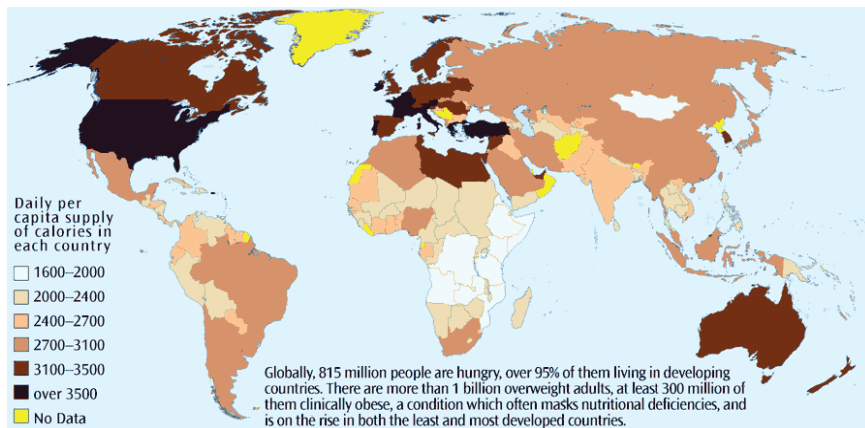 Daily per
capita supply
of calories in
each country
1600–2000
2000–2400
2400–2700
2700–3100
3100–3500
over 3500
No Data
Globally, 815 million people are hungry, over 95% of them living in developing
countries. There are more than 1 billion overweight adults, at least 300 million of
them clinically obese, a condition which often masks nutritional deficiencies, and
is on the rise in both the least and most developed countries.